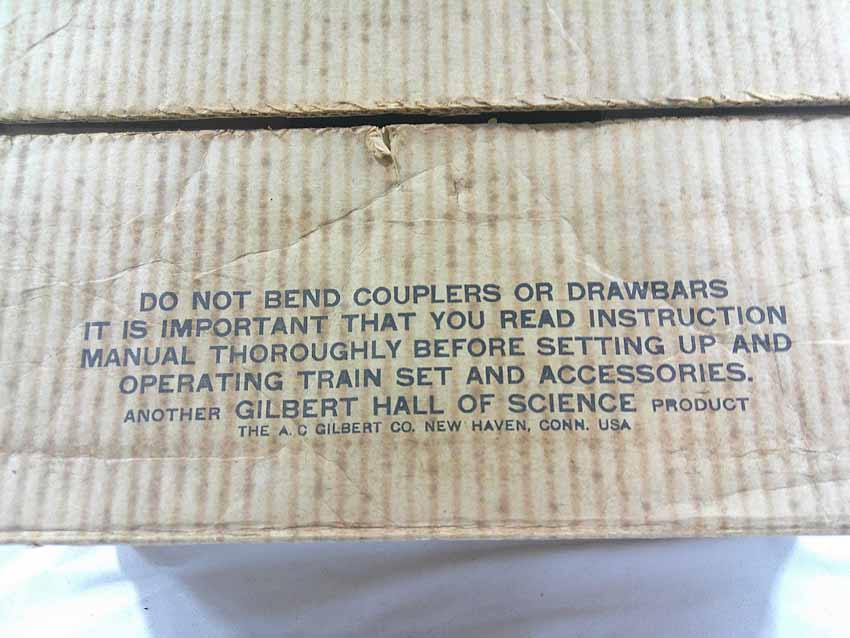 DO NOT BEND COUPLERS OR DRAWBARS
IT IS IMPORTANT THAT YOU READ INSTRUCTION
MANUAL THOROUGHLY BEFORE SETTING UP AND
OPERATING TRAIN SET AND ACCESSORIES.
ANOTHER GILBERT HALL OF SCIENCE PRODUCT
THE A. C GILBERT CO. NEW HAVEN, CONN. USA